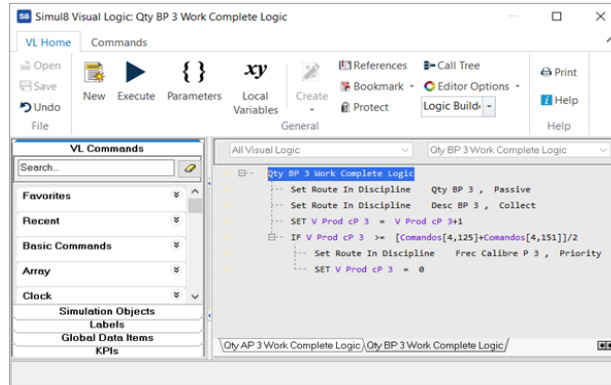 S8 Simul8 Visual Logic: Qty BP 3 Work Complete Logic
VL Home Commands
Open
Save
Undo
File
New
Execute
{ }
Parameters
xy
Local
Variables
Create
References
Bookmark
Protect
Call Tree
Editor Options
Logic Build
General
Print
Help
Help
VL Commands
Search...
Favorites
Recent
Basic Commands
Array
Clock
Simulation Objects
Labels
Global Data Items
KPIs
All Visual Logic
Qty BP 3 Work Complete Logic
Qty BP 3 Work Complete Logic
Set Route In Discipline Qty BP 3 , Passive
Set Route In Discipline Desc BP 3 , Collect
SET V Prod cP 3 = V Prod cP 3+1
IF V Prod cP 3 >= [Comandos[4,125]+Comandos[4,151]]/2
Set Route In Discipline Frec Calibre P 3 , Priority
SET V Prod cP 3 = 0
Qty AP 3 Work Complete Logic Qty BP 3 Work Complete Logic